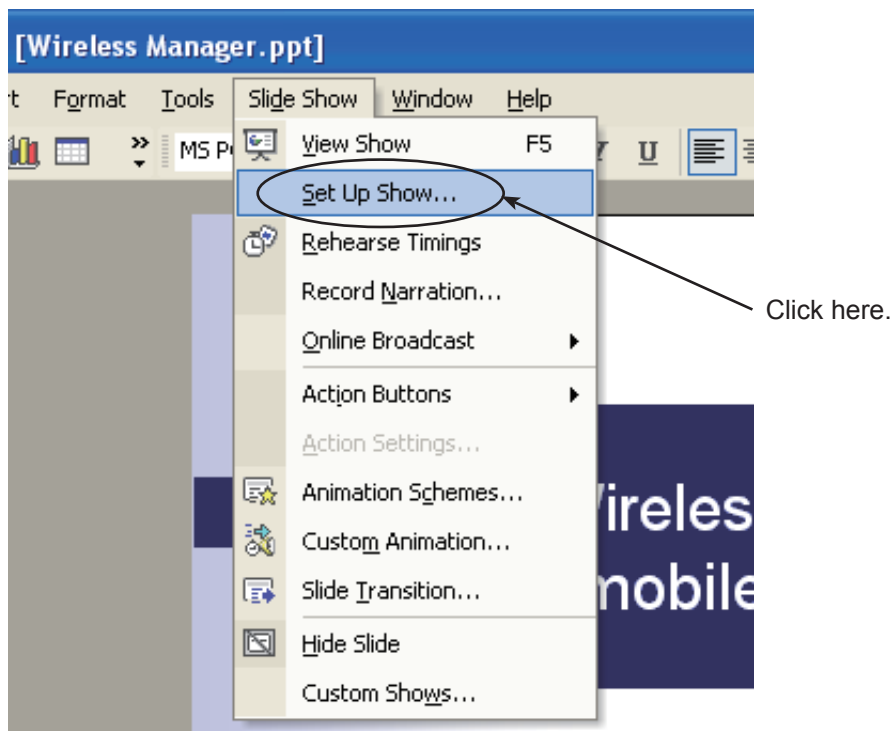 [Wireless Manager.ppt]
t Format Tools Slide Show Window Help
MS P U
View Show F5
Set Up Show...
Rehearse Timings
Record Narration...
Click here.
Online Broadcast
Action Buttons
Action Settings...
Animation Schemes...
Custom Animation...
Slide Transition...
Hide Slide
Custom Shows...
ireles
mobile